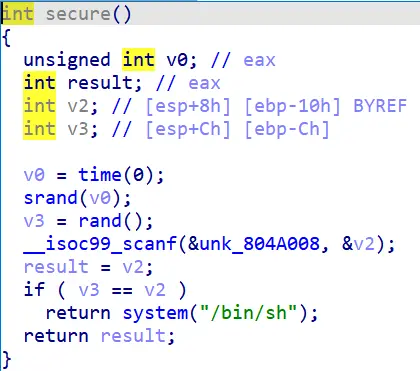 int secure()
{
unsigned int v0; // eax
int result; // eax
int v2; // [esp+8h] [ebp-10h] BYREF
int v3; // [esp+Ch] [ebp-Ch]
v0 = time(0);
srand(v0);
v3 = rand();
__isoc99_scanf(&unk_804A008, &v2);
result = v2;
if ( v3 == v2 )
return system("/bin/sh");
return result;
}